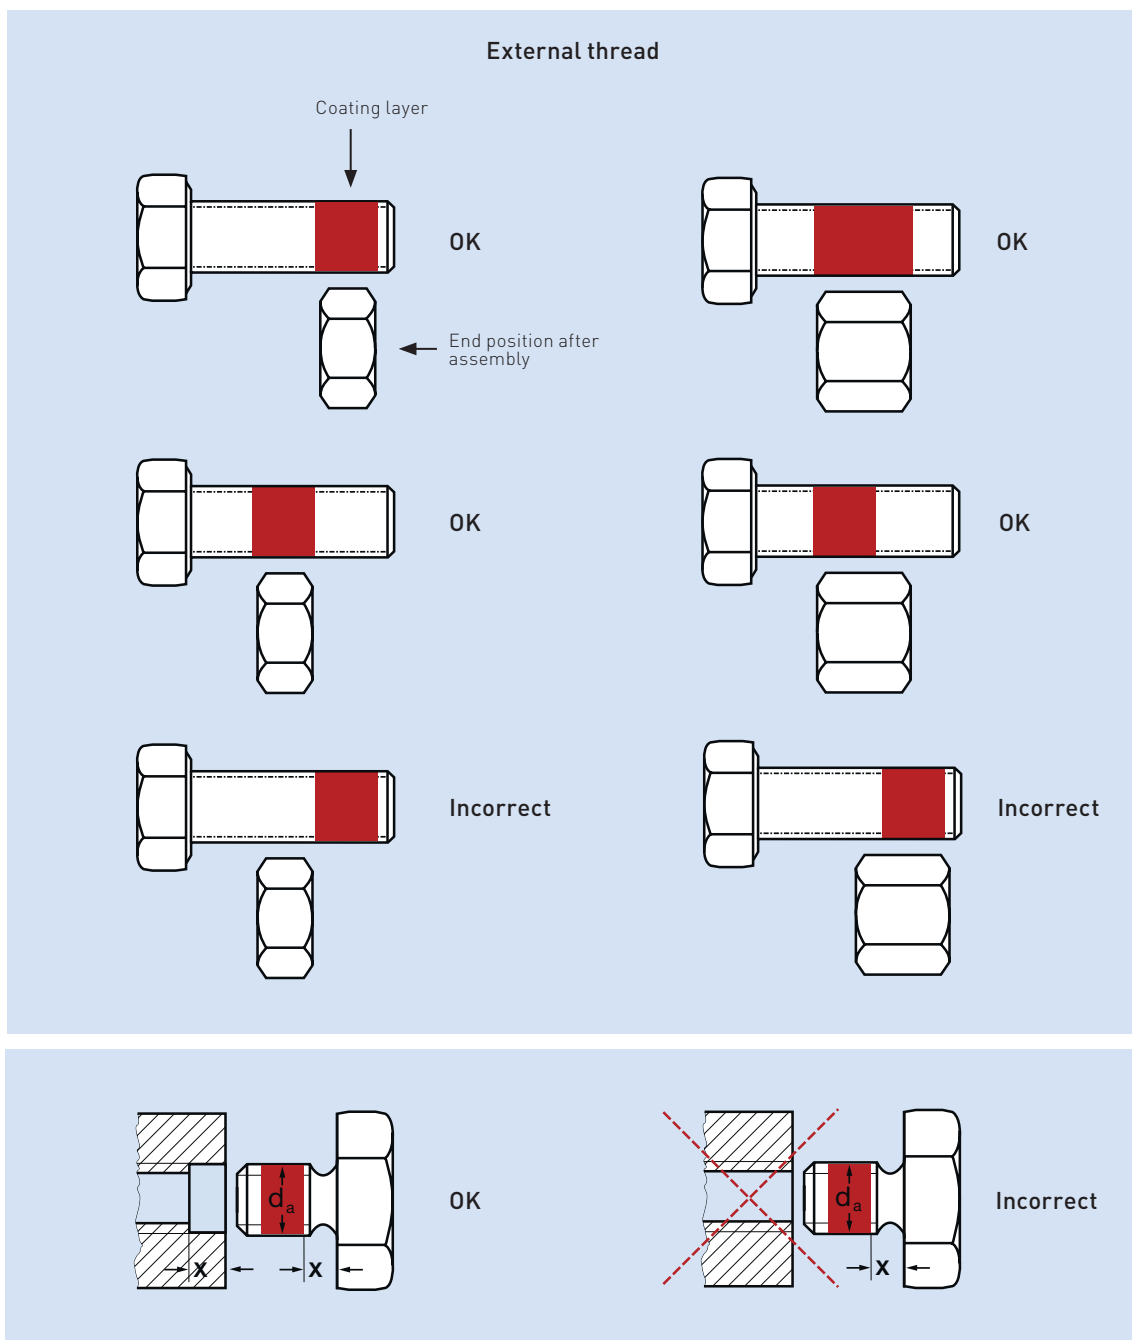 External thread
Coating layer
OK
OK
End position after
assembly
OK
OK
Incorrect
Incorrect
da
x
x
OK
da
x
Incorrect